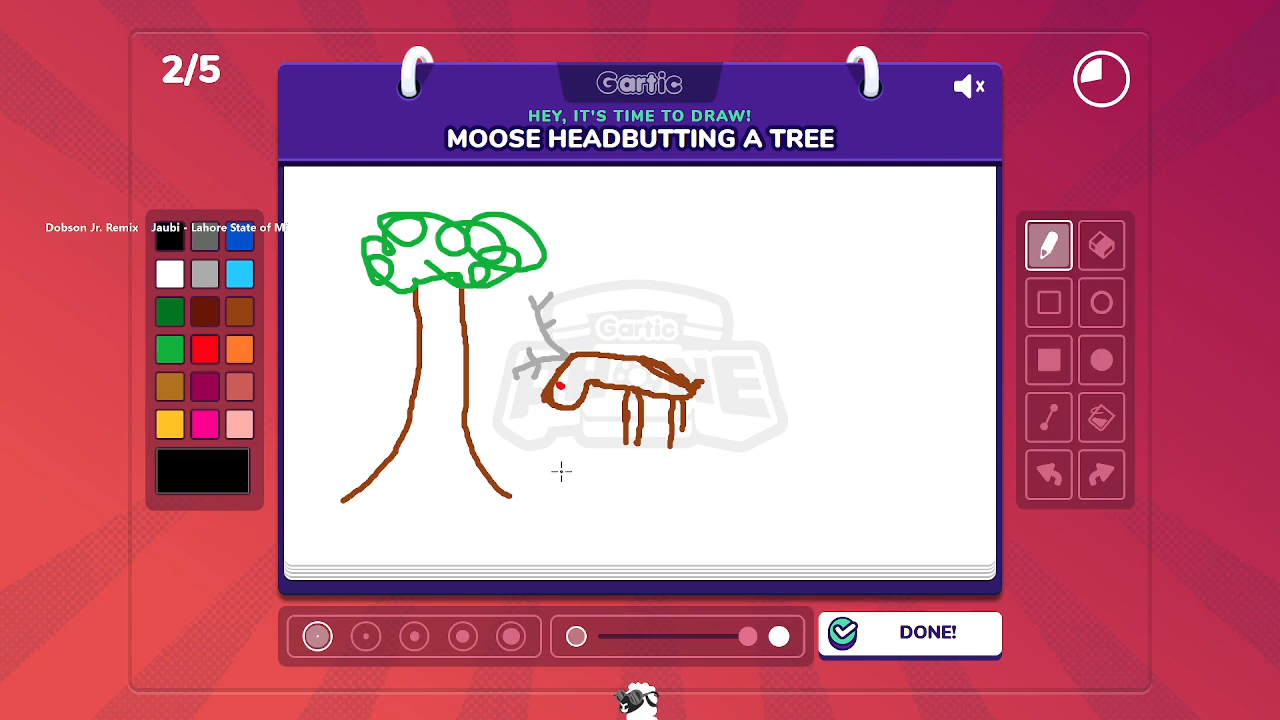 2/5
Gartic
HEY, IT'S TIME TO DRAW!
MOOSE HEADBUTTING A TREE
Dobson Jr. Remix Jaubi - Lahore State of Mi
Gartic
PHONE
DONE!